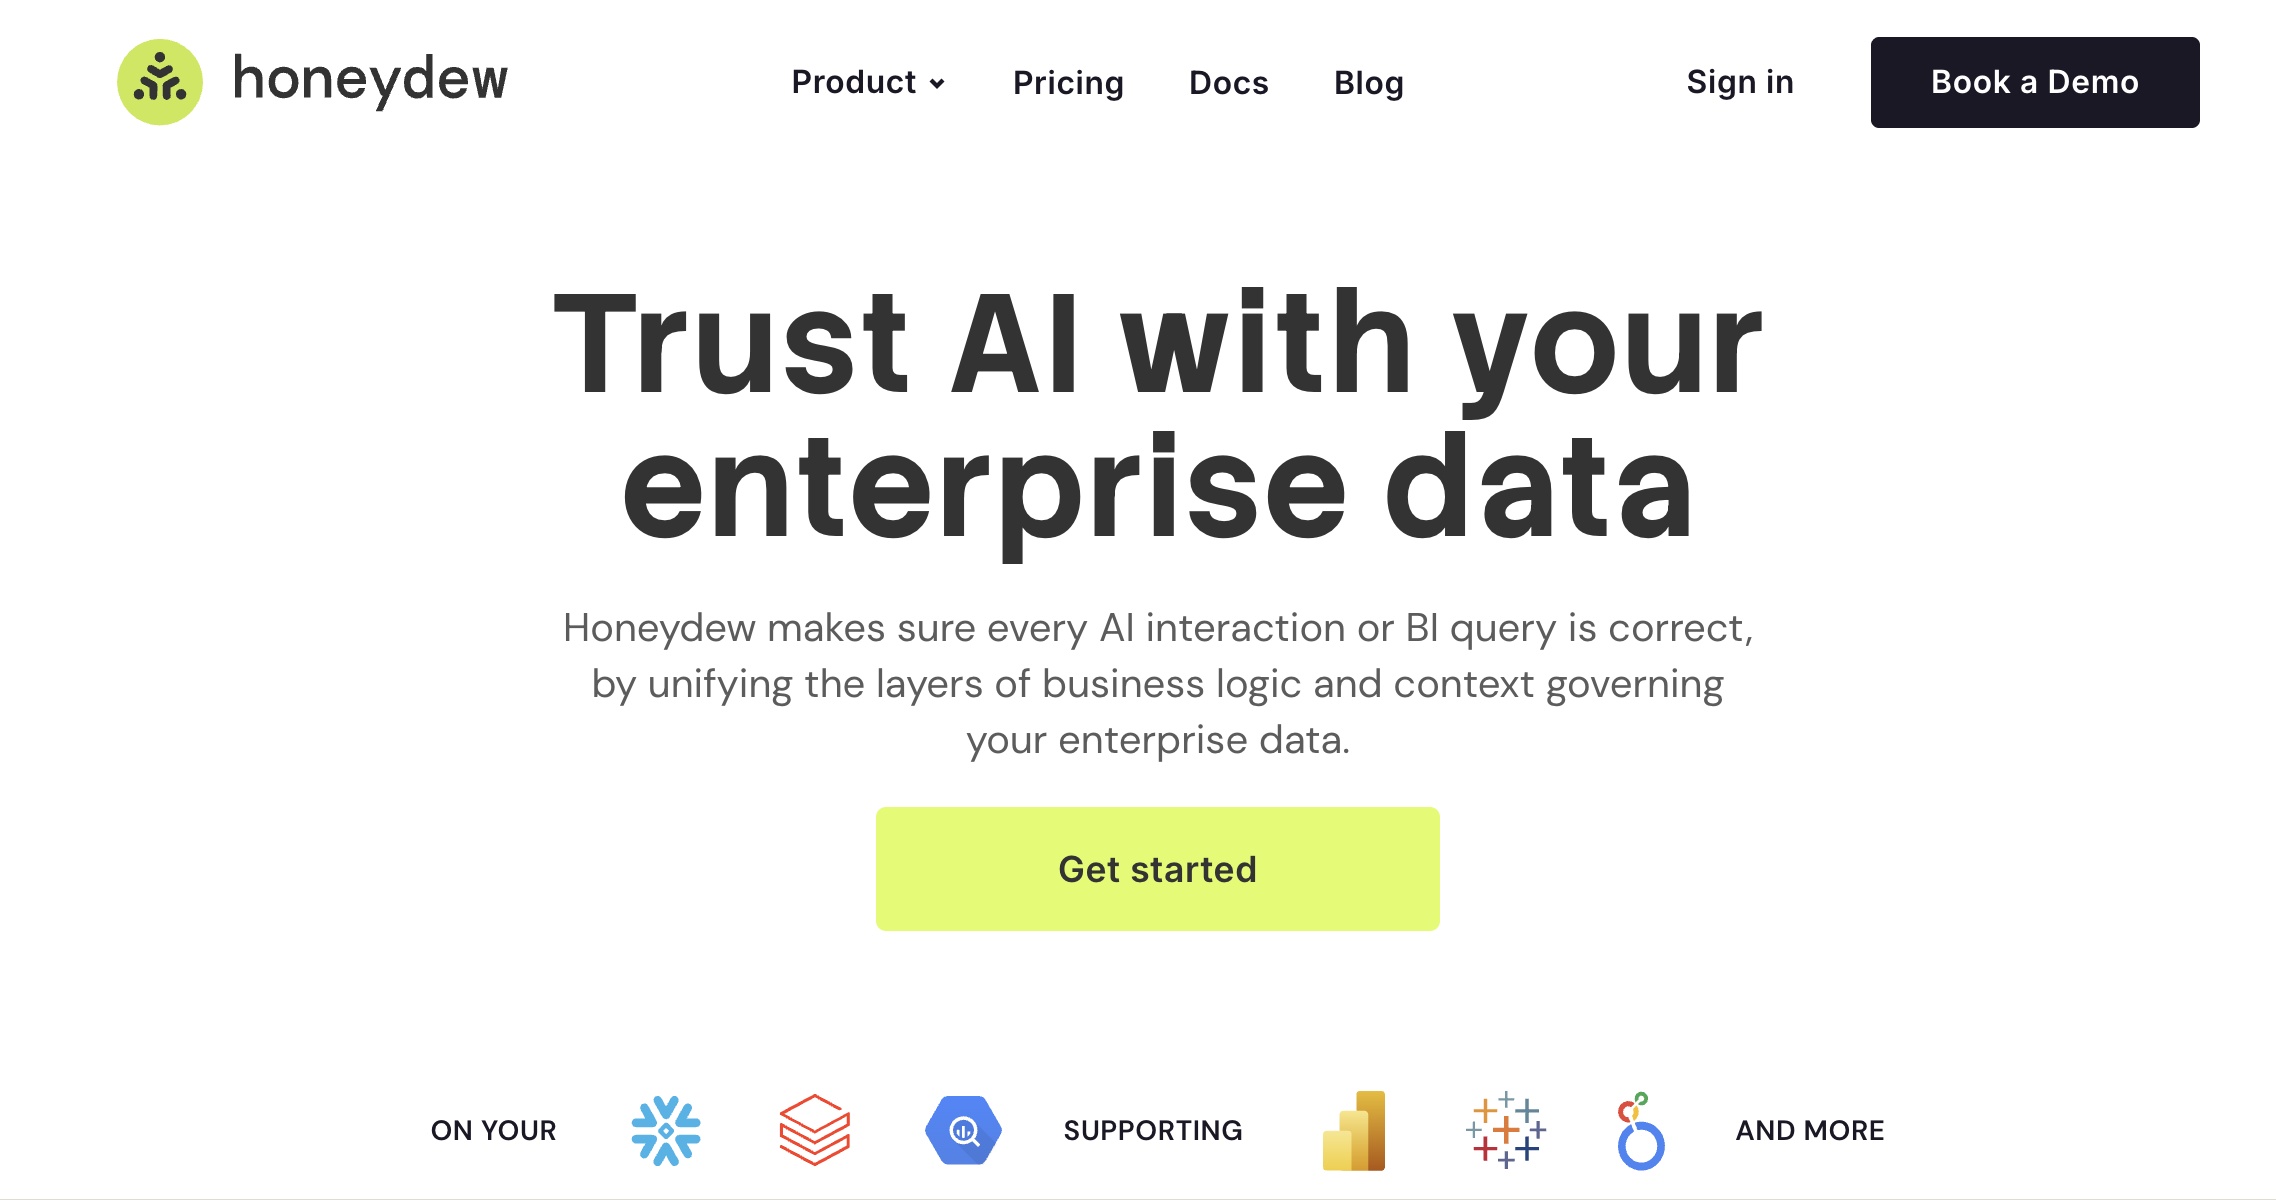 honeydew
Product
Pricing
Docs
Blog
Sign in
Book a Demo
Trust AI with your
enterprise data
Honeydew makes sure every AI interaction or BI query is correct,
by unifying the layers of business logic and context governing
your enterprise data.
Get started
ON YOUR
SUPPORTING
AND MORE